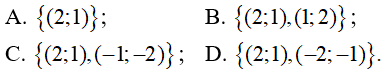 A. {(2;1)}; B. {(2;1),(1;2)};
C. {(2;1),(−1;−2)}; D. {(2;1),(−2;−1)}.